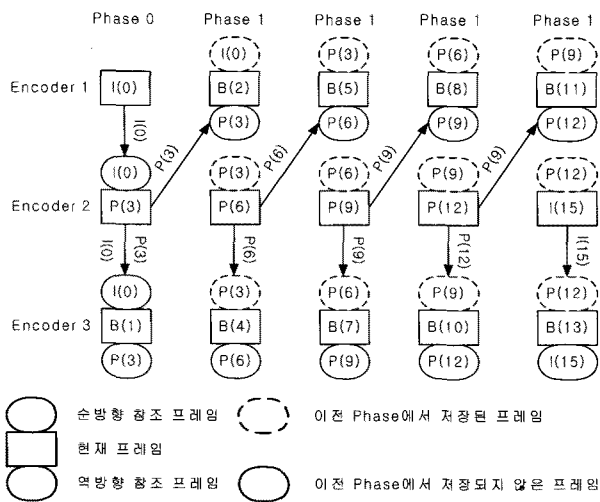 Phase 0 Phase 1 Phase 1 Phase 1 Phase 1
I(0) P(3) P(6) P(9)
Encoder 1 I(0) B(2) B(5) B(8) B(11)
P(3) P(6) P(9) P(12)
I(0) P(3) P(6) P(9) P(9)
I(0) P(3) P(6) P(9) P(12)
Encoder 2 P(3) P(6) P(9) P(12) I(15)
I(0) P(3) P(6) P(9) P(12) I(15)
I(0) P(3) P(6) P(9) P(12)
Encoder 3 B(1) B(4) B(7) B(10) B(13)
P(3) P(6) P(9) P(12) I(15)
순방향 참조 프레임 이전 Phase에서 저장된 프레임
현재 프레임
역방향 참조 프레임 이전 Phase에서 저장되지 않은 프레임